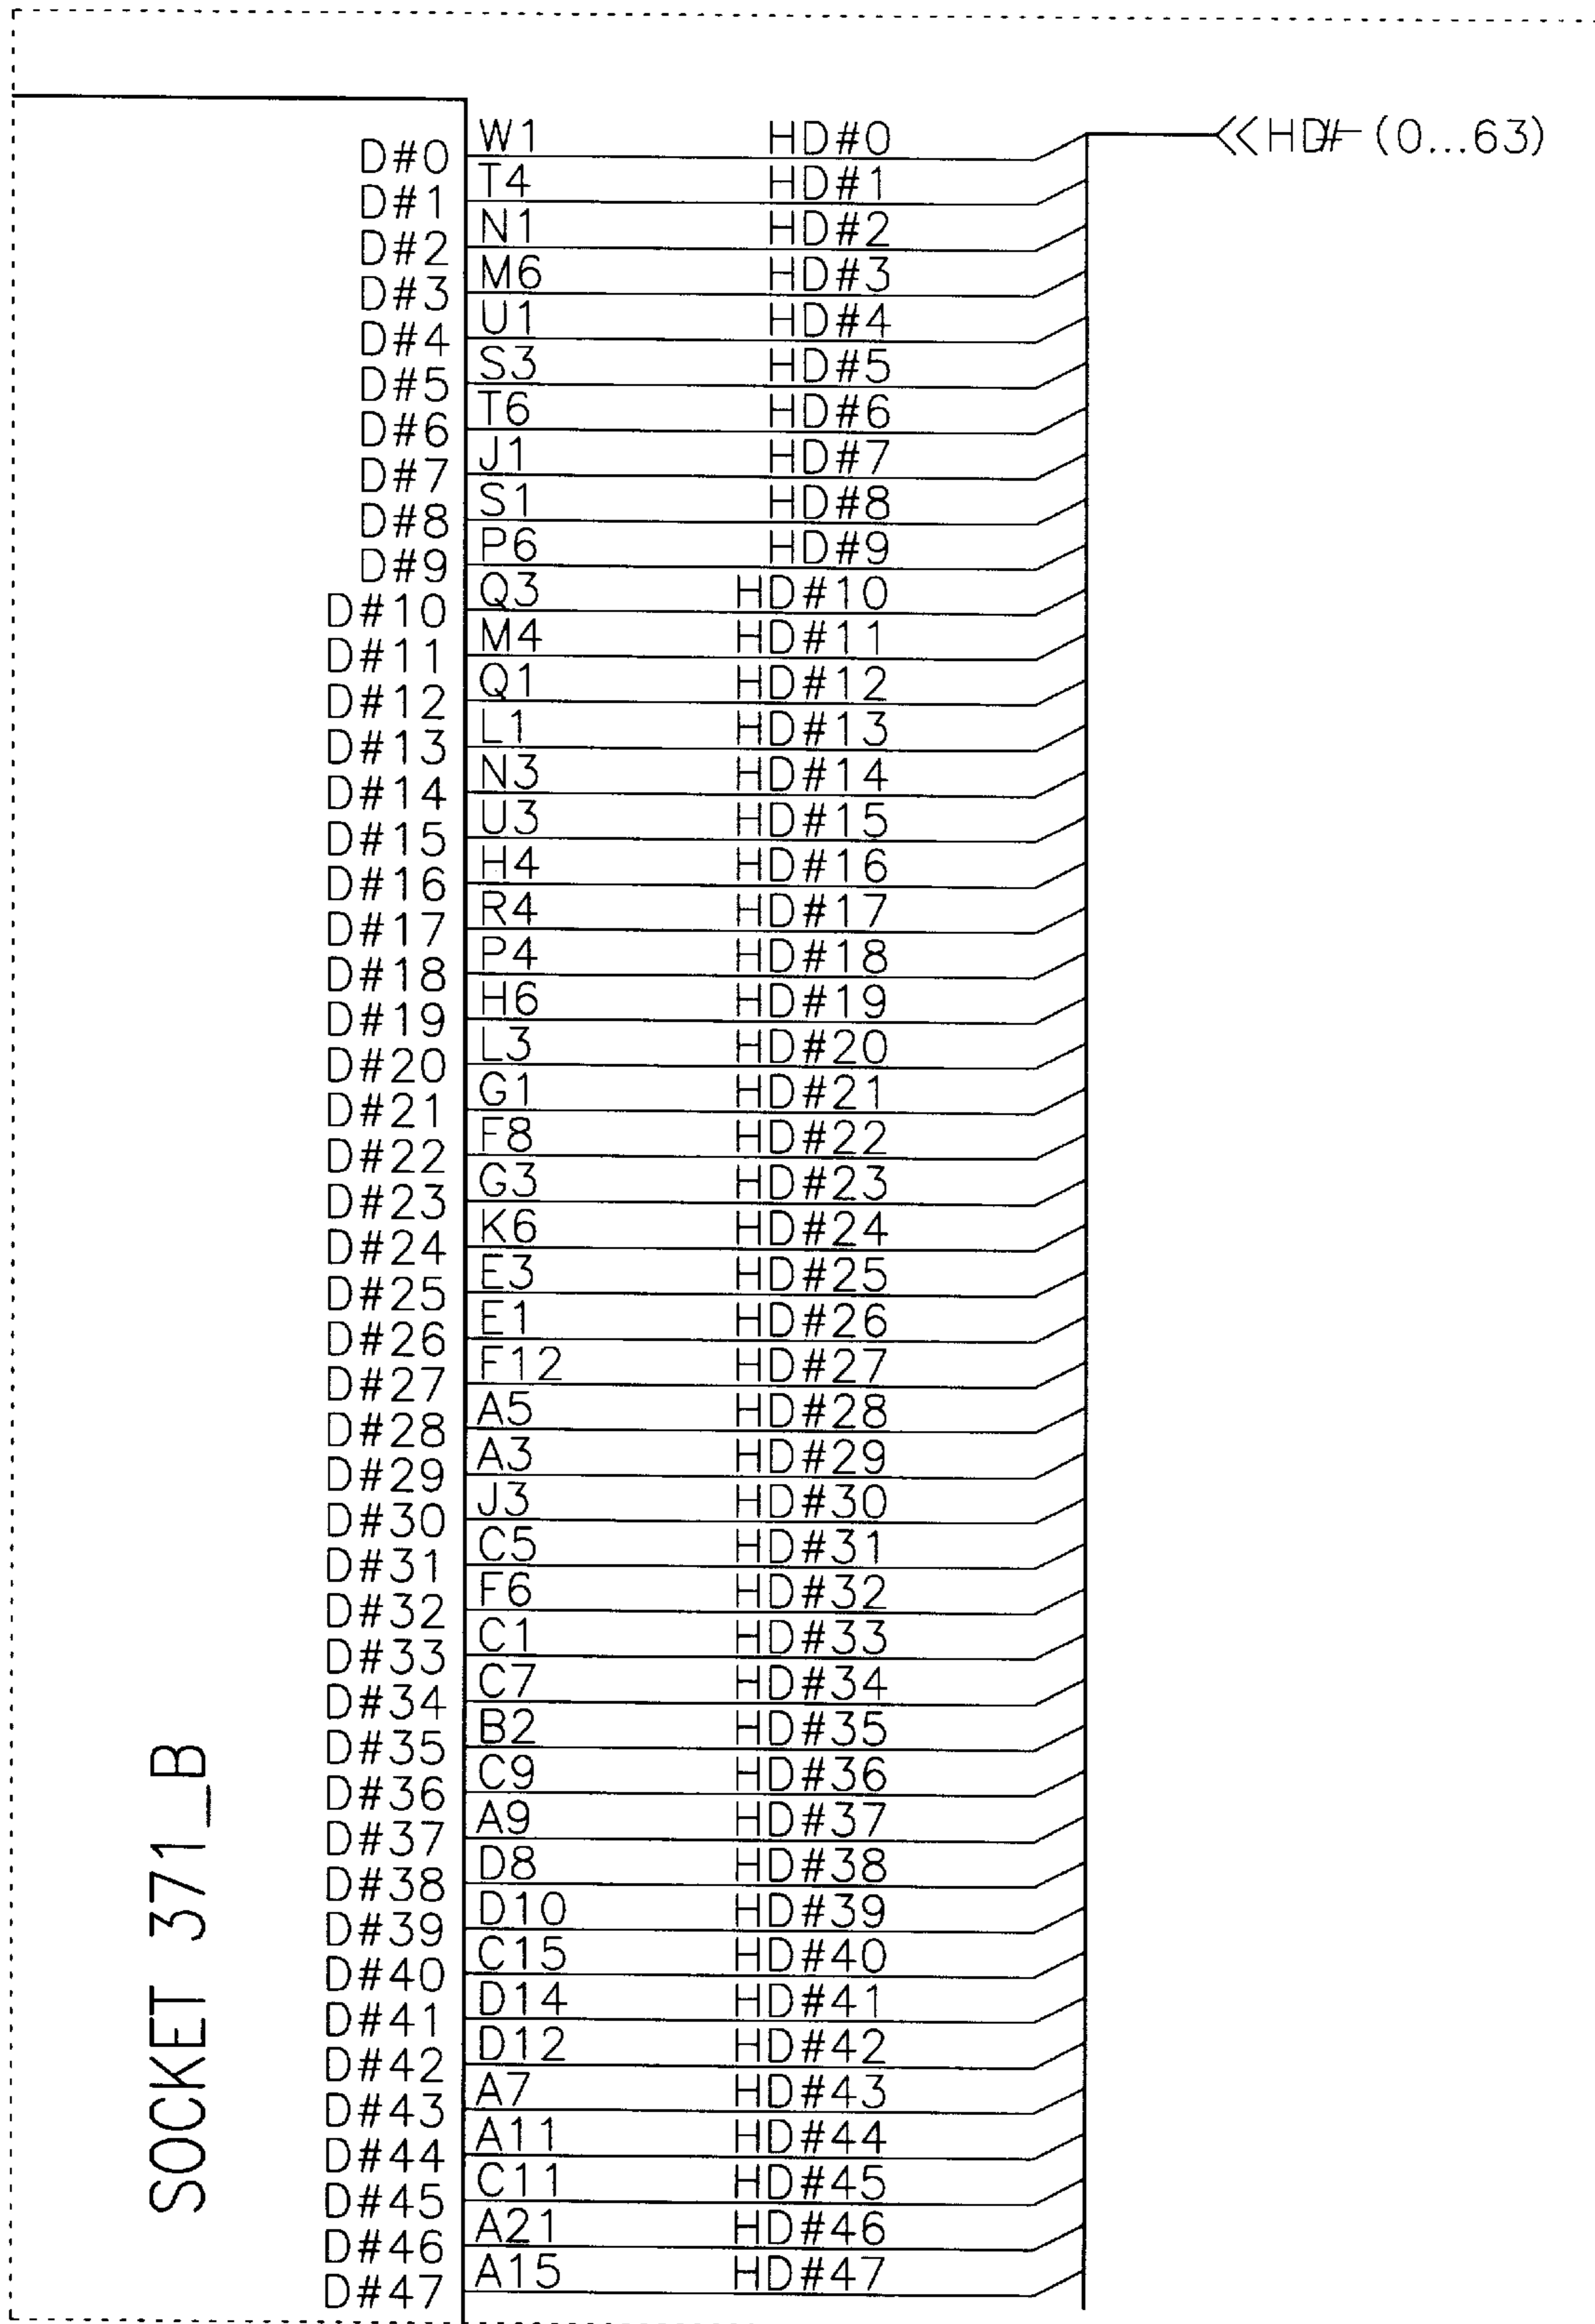 <<HD# (0...63)
D#0 W1 HD#0
D#1 T4 HD#1
D#2 N1 HD#2
D#3 M6 HD#3
D#4 U1 HD#4
D#5 S3 HD#5
D#6 T6 HD#6
D#7 J1 HD#7
D#8 S1 HD#8
D#9 P6 HD#9
D#10 Q3 HD#10
D#11 M4 HD#11
D#12 Q1 HD#12
D#13 L1 HD#13
D#14 N3 HD#14
D#15 U3 HD#15
D#16 H4 HD#16
D#17 R4 HD#17
D#18 P4 HD#18
D#19 H6 HD#19
D#20 L3 HD#20
D#21 G1 HD#21
D#22 F8 HD#22
D#23 G3 HD#23
D#24 K6 HD#24
D#25 E3 HD#25
D#26 E1 HD#26
D#27 F12 HD#27
D#28 A5 HD#28
D#29 A3 HD#29
D#30 J3 HD#30
D#31 C5 HD#31
D#32 F6 HD#32
D#33 C1 HD#33
D#34 C7 HD#34
D#35 B2 HD#35
D#36 C9 HD#36
D#37 A9 HD#37
D#38 D8 HD#38
D#39 D10 HD#39
D#40 C15 HD#40
D#41 D14 HD#41
D#42 D12 HD#42
D#43 A7 HD#43
D#44 A11 HD#44
D#45 C11 HD#45
D#46 A21 HD#46
D#47 A15 HD#47
SOCKET 371_B